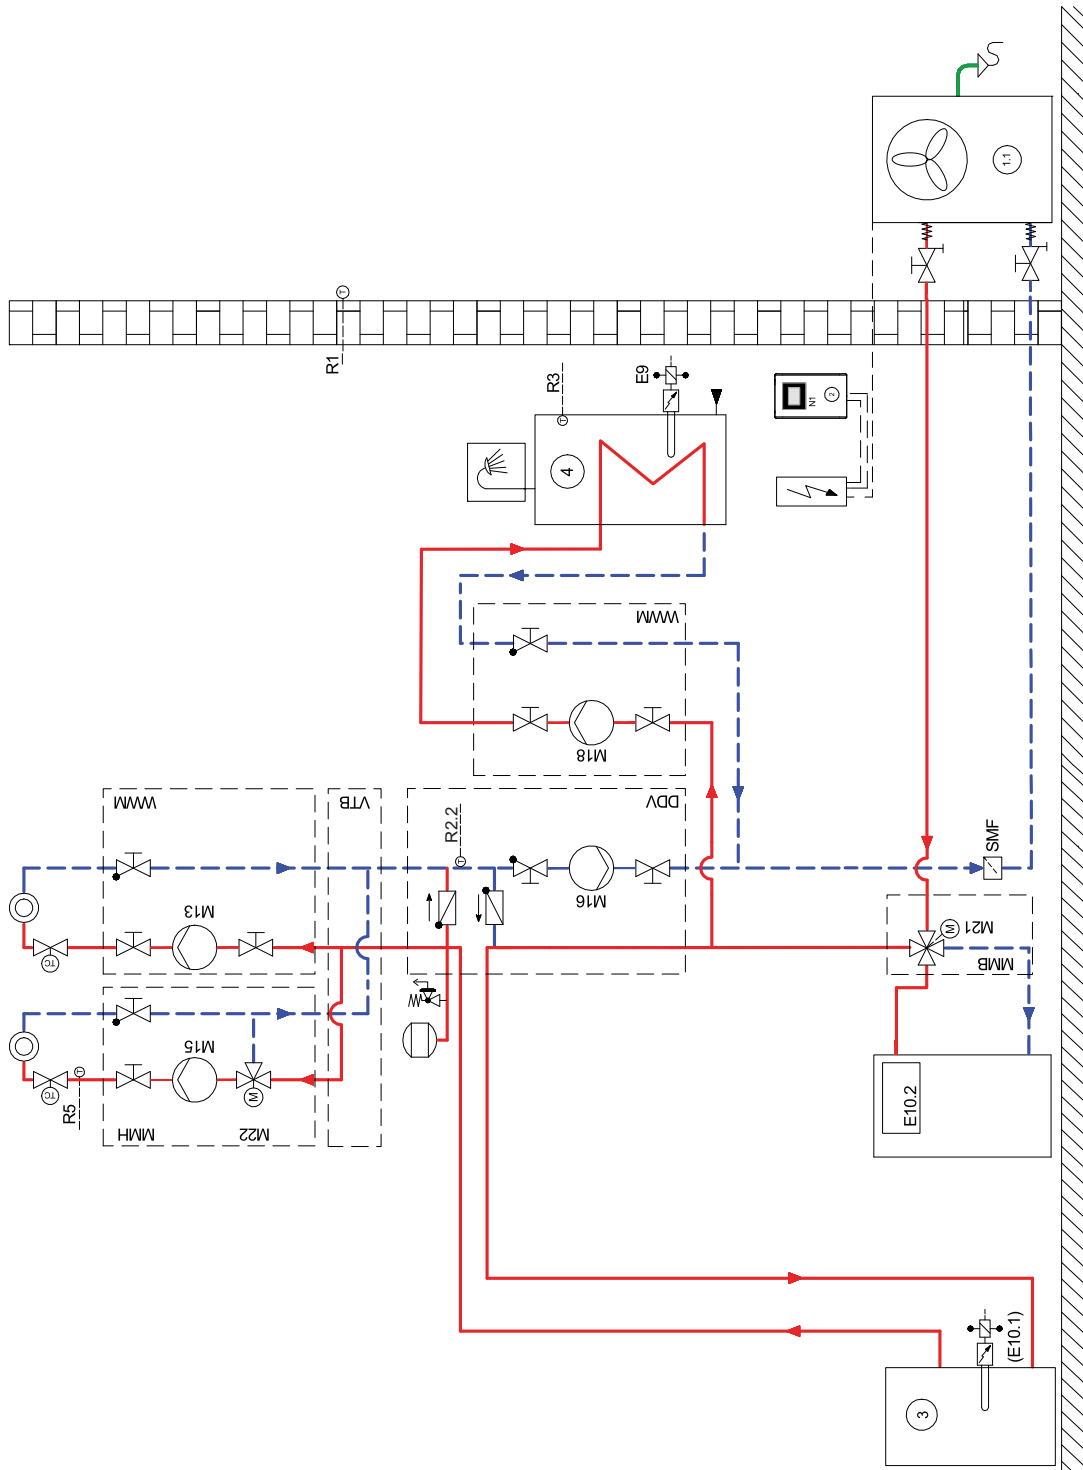 1.1
R1
R3
E9
4
N1
2
WWM
M18
WWM
M13
TC
VTB
R2.2
T
DDV
M16
SMF
M
M21
MMB
E10.2
M15
TC
T
R5
M
M22
MMH
(E10.1)
3
T
T